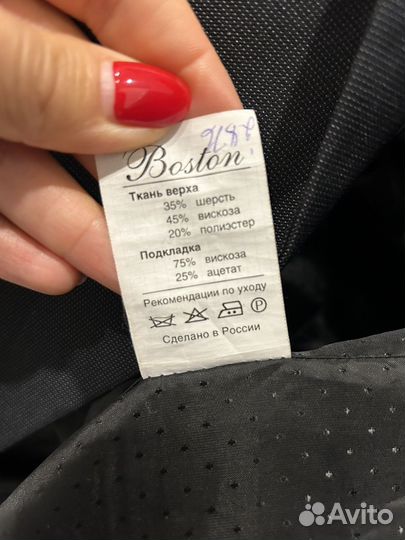 Boston
Ткань верха
35% шерсть
45% вискоза
20% полиэстер
Подкладка
75% вискоза
25% ацетат
Рекомендации по уходу
P
Сделано в России
Avito